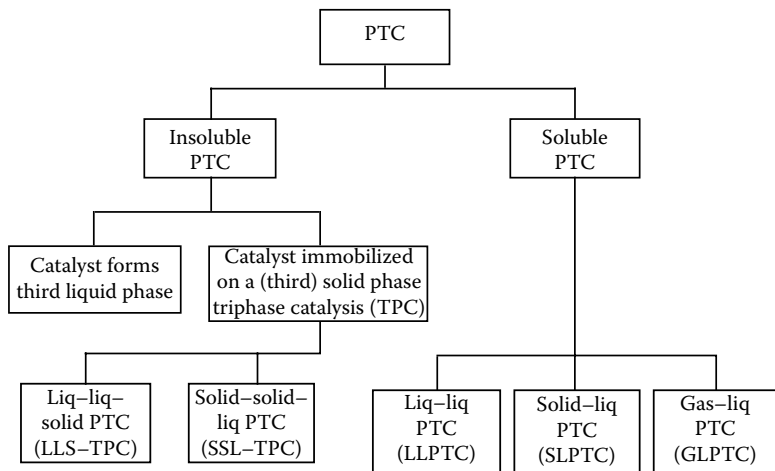 PTC
Insoluble
PTC
Soluble
PTC
Catalyst forms
third liquid phase
Catalyst immobilized
on a (third) solid phase
triphase catalysis (TPC)
Liq–liq–
solid PTC
(LLS–TPC)
Solid–solid–
liq PTC
(SSL–TPC)
Liq–liq
PTC
(LLPTC)
Solid–liq
PTC
(SLPTC)
Gas–liq
PTC
(GLPTC)